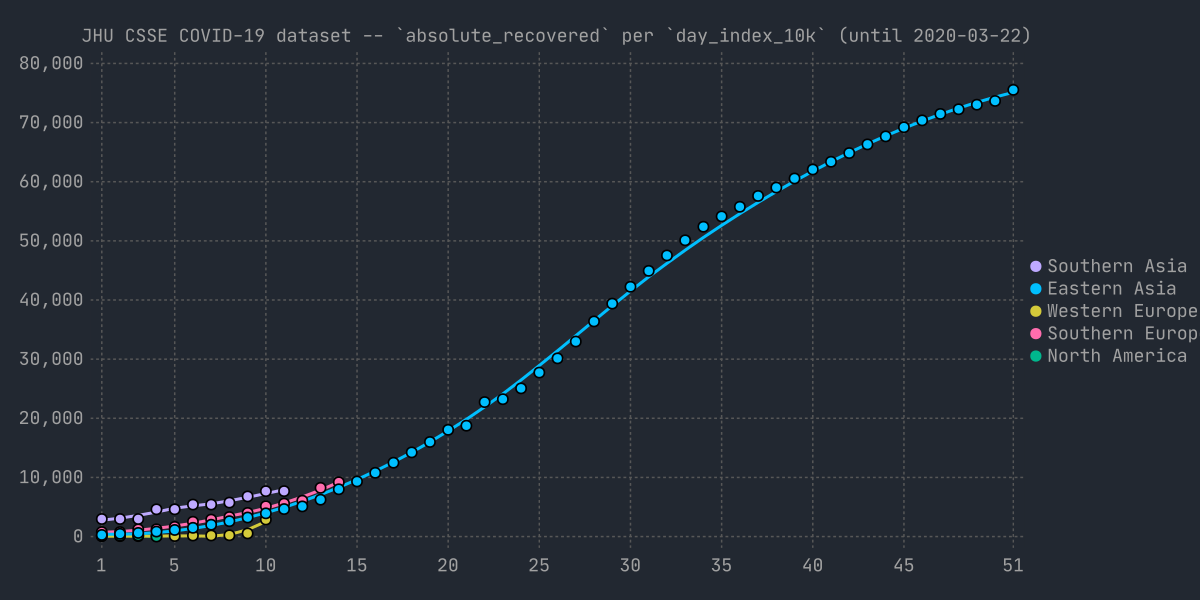 JHU CSSE COVID-19 dataset -- `absolute_recovered` per `day_index_10k` (until 2020-03-22)
80,000
70,000
60,000
50,000
40,000
30,000
20,000
10,000
0
1 5 10 15 20 25 30 35 40 45 51
Southern Asia
Eastern Asia
Western Europe
Southern Europ
North America